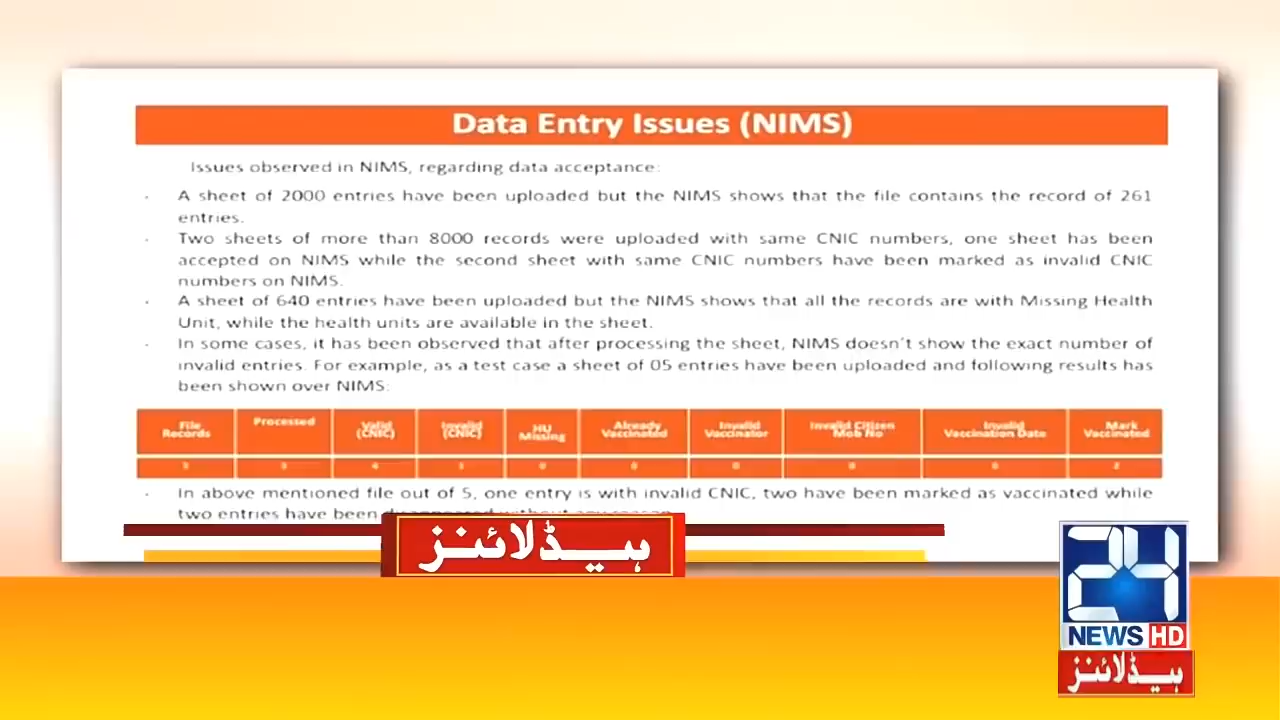 Data Entry Issues (NIMS)
Issues observed in NIMS, regarding data acceptance:
A sheet of 2000 entries have been uploaded but the NIMS shows that the file contains the record of 261
entries.
Two sheets of more than 8000 records were uploaded with same CNIC numbers, one sheet has been
accepted on NIMS while the second sheet with same CNIC numbers have been marked as invalid CNIC
numbers on NIMS.
A sheet of 640 entries have been uploaded but the NIMS shows that all the records are with Missing Health
Unit, while the health units are available in the sheet.
In some cases, it has been observed that after processing the sheet, NIMS doesn't show the exact number of
invalid entries. For example, as a test case a sheet of 05 entries have been uploaded and following results has
been shown over NIMS:
File Records Processed Valid (CNIC) Invalid (CNIC) HU Missing Already Vaccinated Invalid Vaccinator Invalid Citizen Mob No Invalid Vaccination Date Mark Vaccinated
In above mentioned file out of 5, one entry is with invalid CNIC, two have been marked as vaccinated while
two entries have been
ہیڈلائنز
24
NEWS HD
ہیڈلائنز